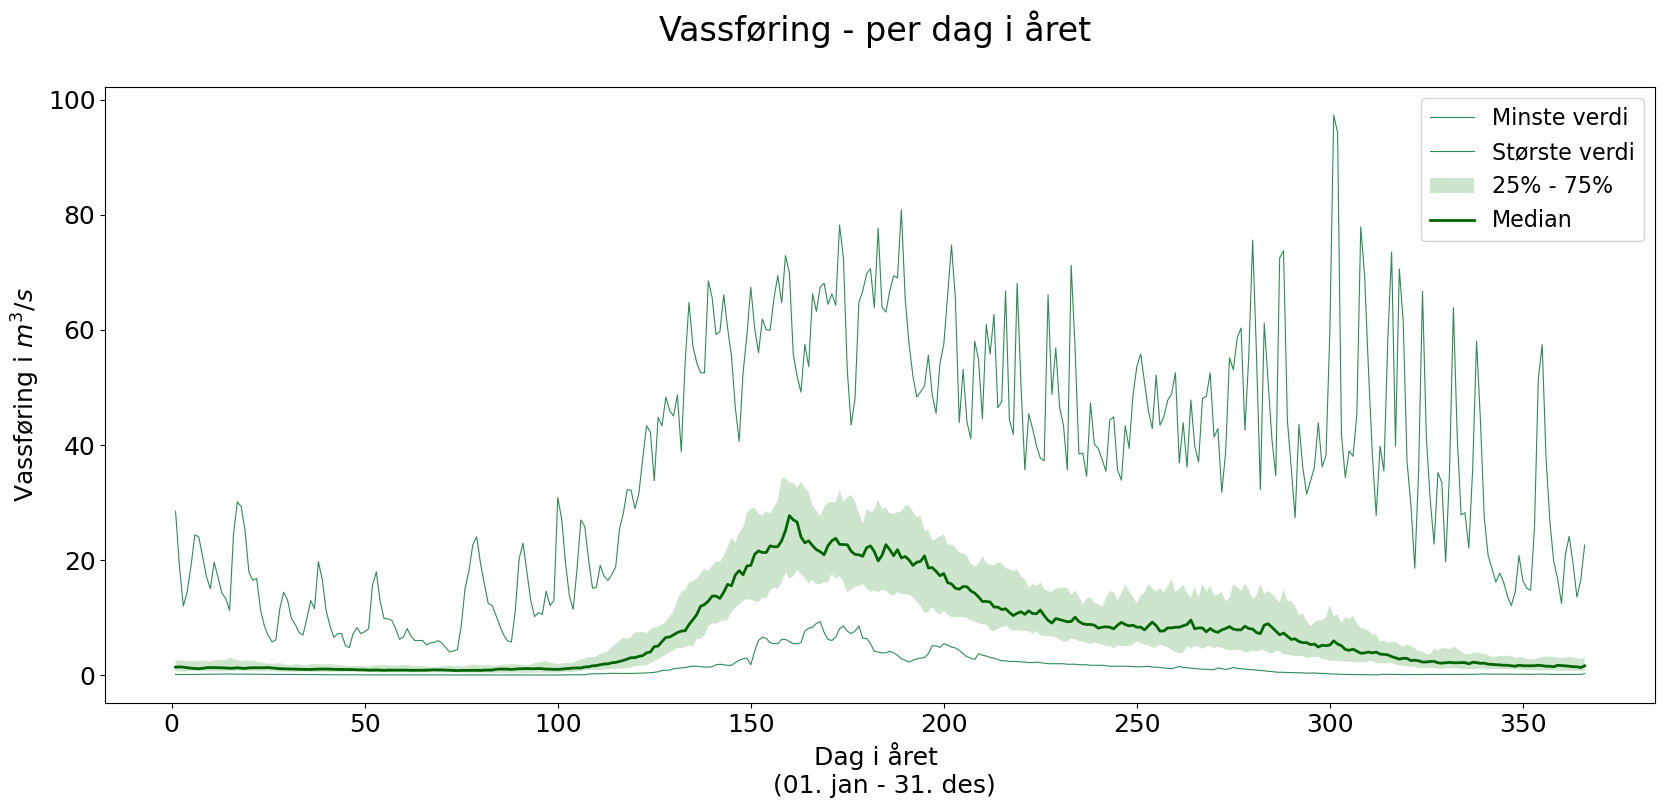 Vassføring - per dag i året
Vassføring i m³/s
100
80
60
40
20
0
Minste verdi
Største verdi
25% - 75%
Median
0 50 100 150 200 250 300 350
Dag i året
(01. jan - 31. des)